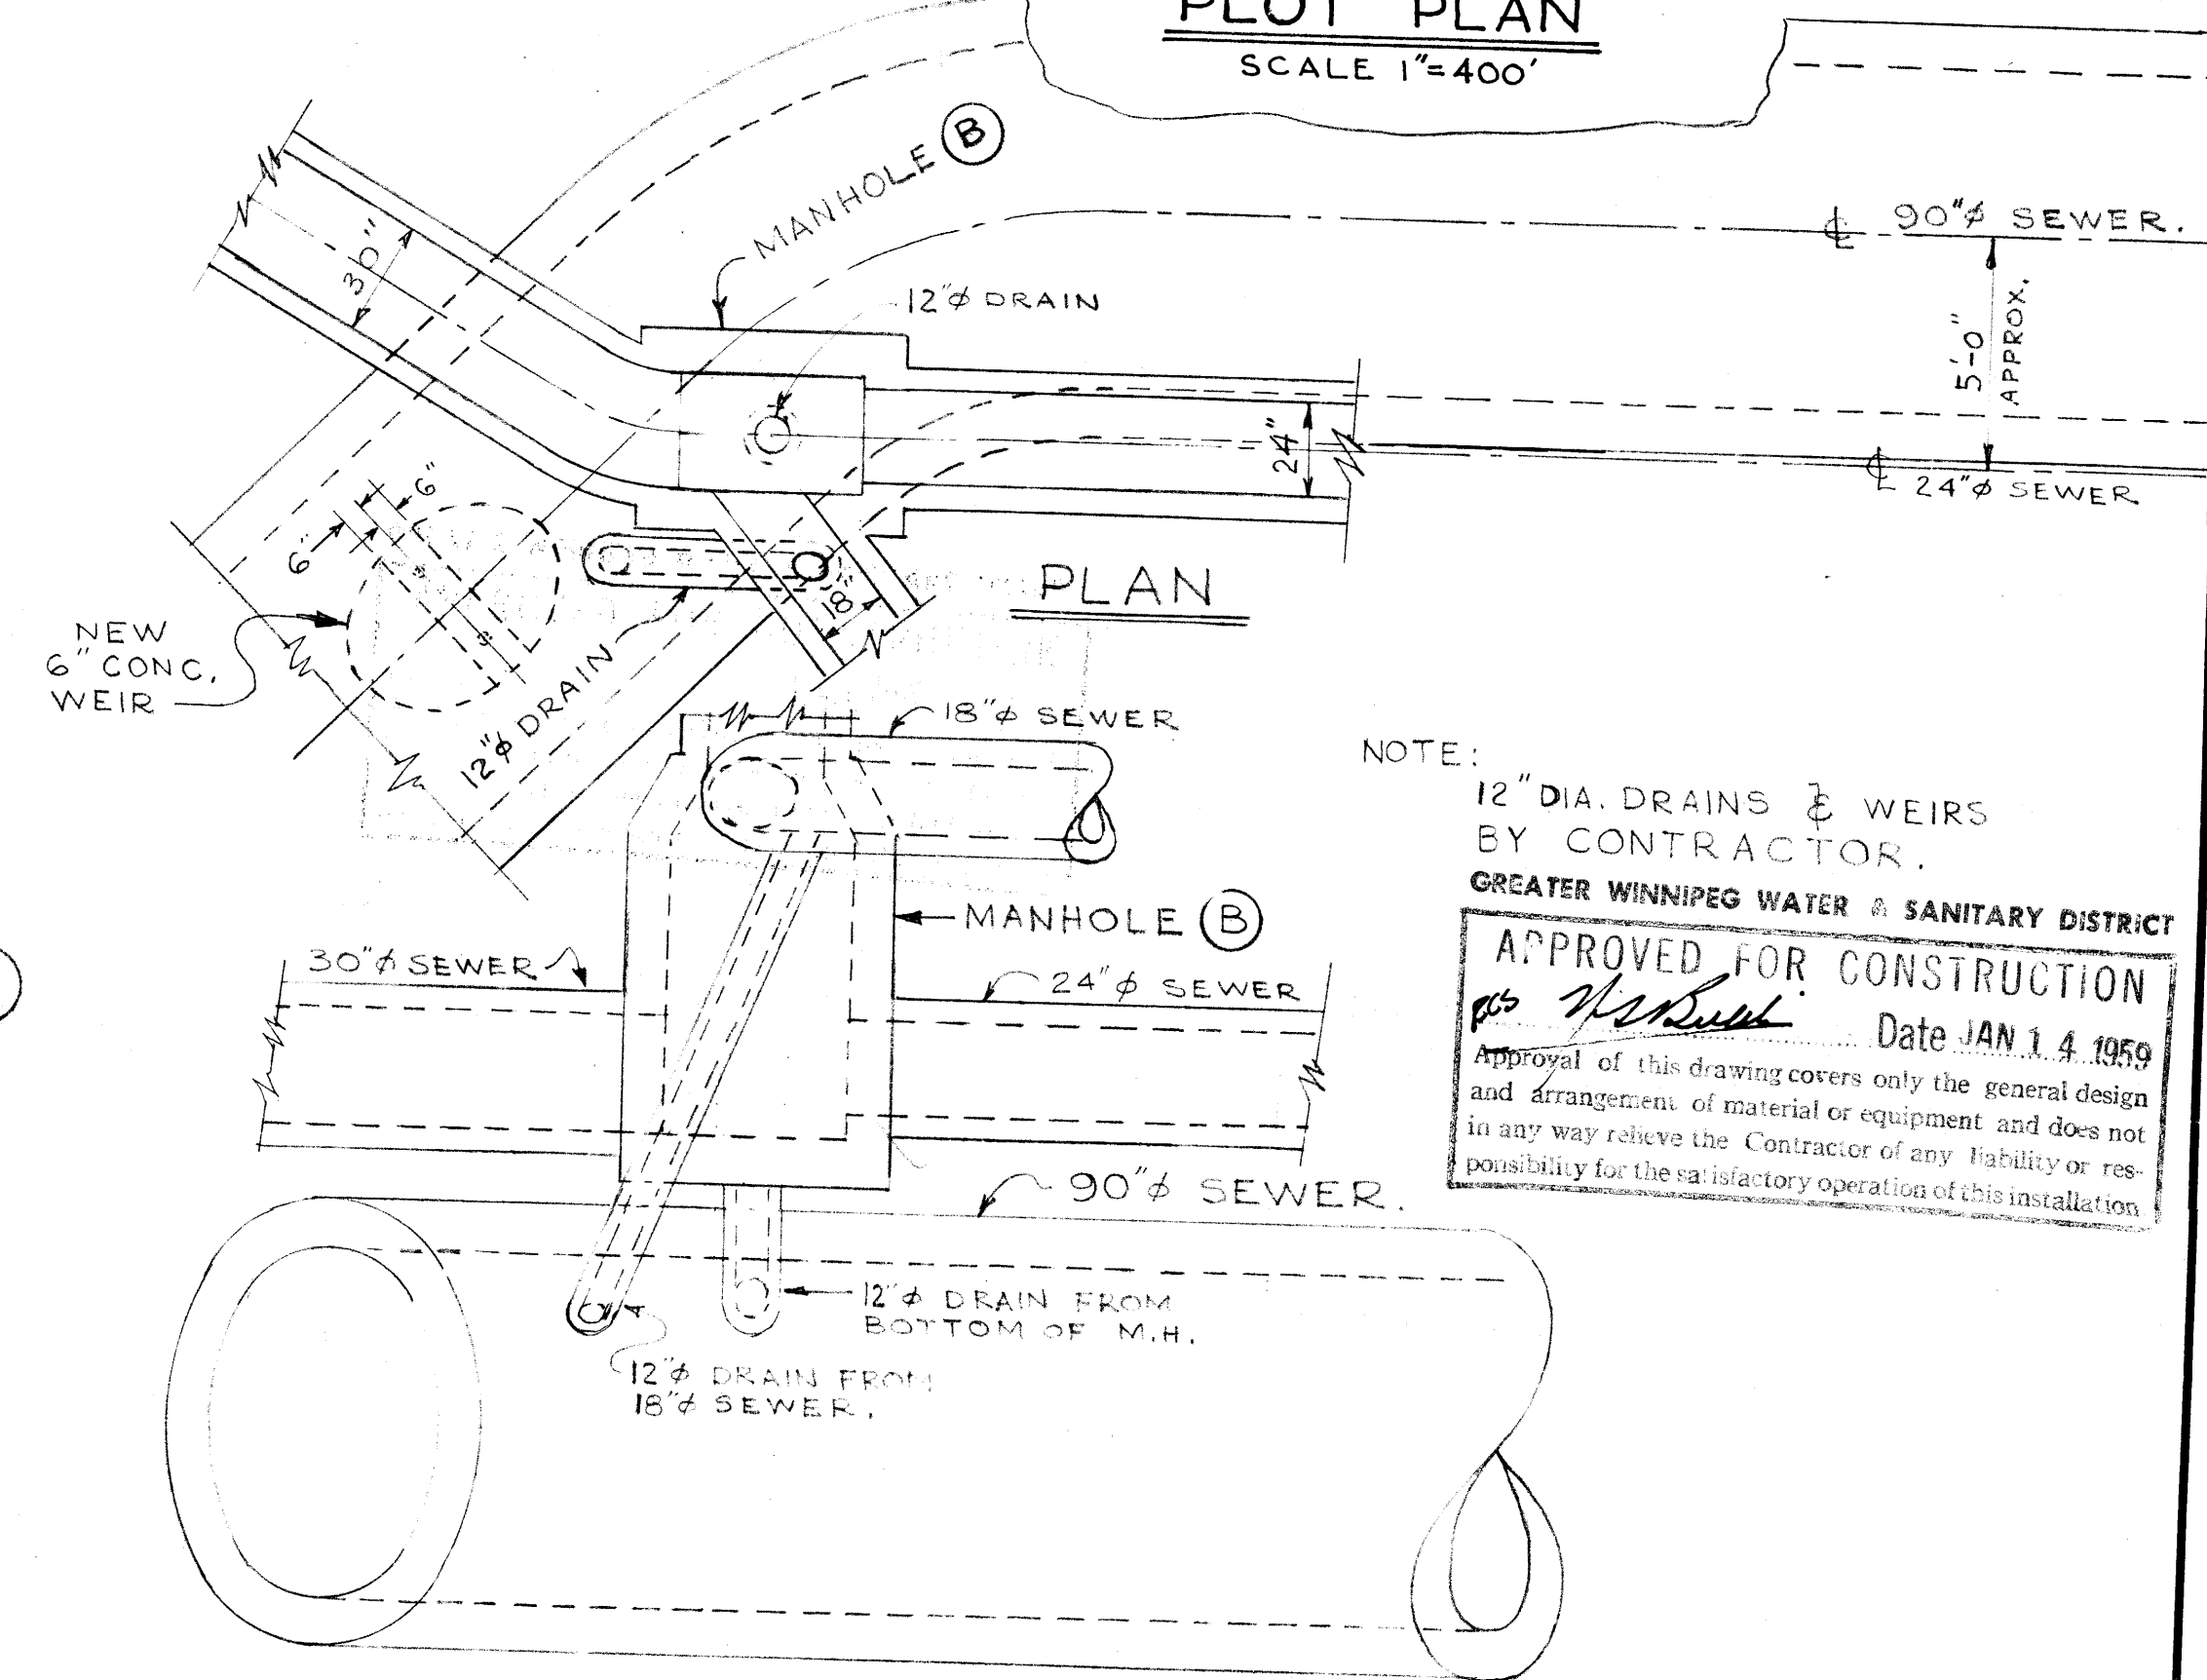 PLOT PLAN
SCALE 1"=400'
MANHOLE B
90"ø SEWER.
30"
12"ø DRAIN
5'-0"
APPROX.
24"
℄ 24"ø SEWER
6"
6"
18"
PLAN
NEW
6" CONC.
WEIR
12"ø DRAIN
18"ø SEWER
NOTE:
12" DIA. DRAINS & WEIRS
BY CONTRACTOR.
MANHOLE B
30"ø SEWER
24"ø SEWER
GREATER WINNIPEG WATER & SANITARY DISTRICT
APPROVED FOR CONSTRUCTION
Date JAN 14 1959
Approval of this drawing covers only the general design
and arrangement of material or equipment and does not
in any way relieve the Contractor of any liability or res-
ponsibility for the satisfactory operation of this installation
90"ø SEWER.
12"ø DRAIN FROM
BOTTOM OF M.H.
12"ø DRAIN FROM
18"ø SEWER.